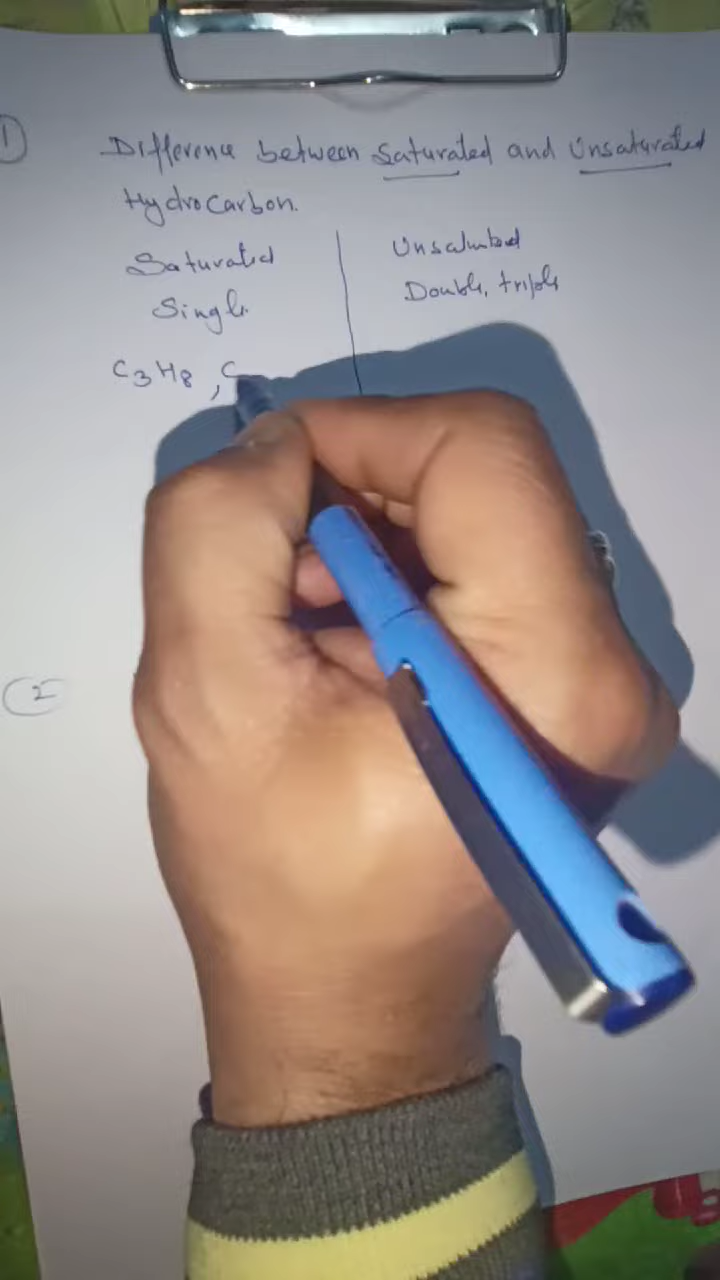 1
Difference between Saturated and Unsaturated
Hydrocarbon.
Saturated
Single
C3H8, C
Unsaturated
Double, triple
2